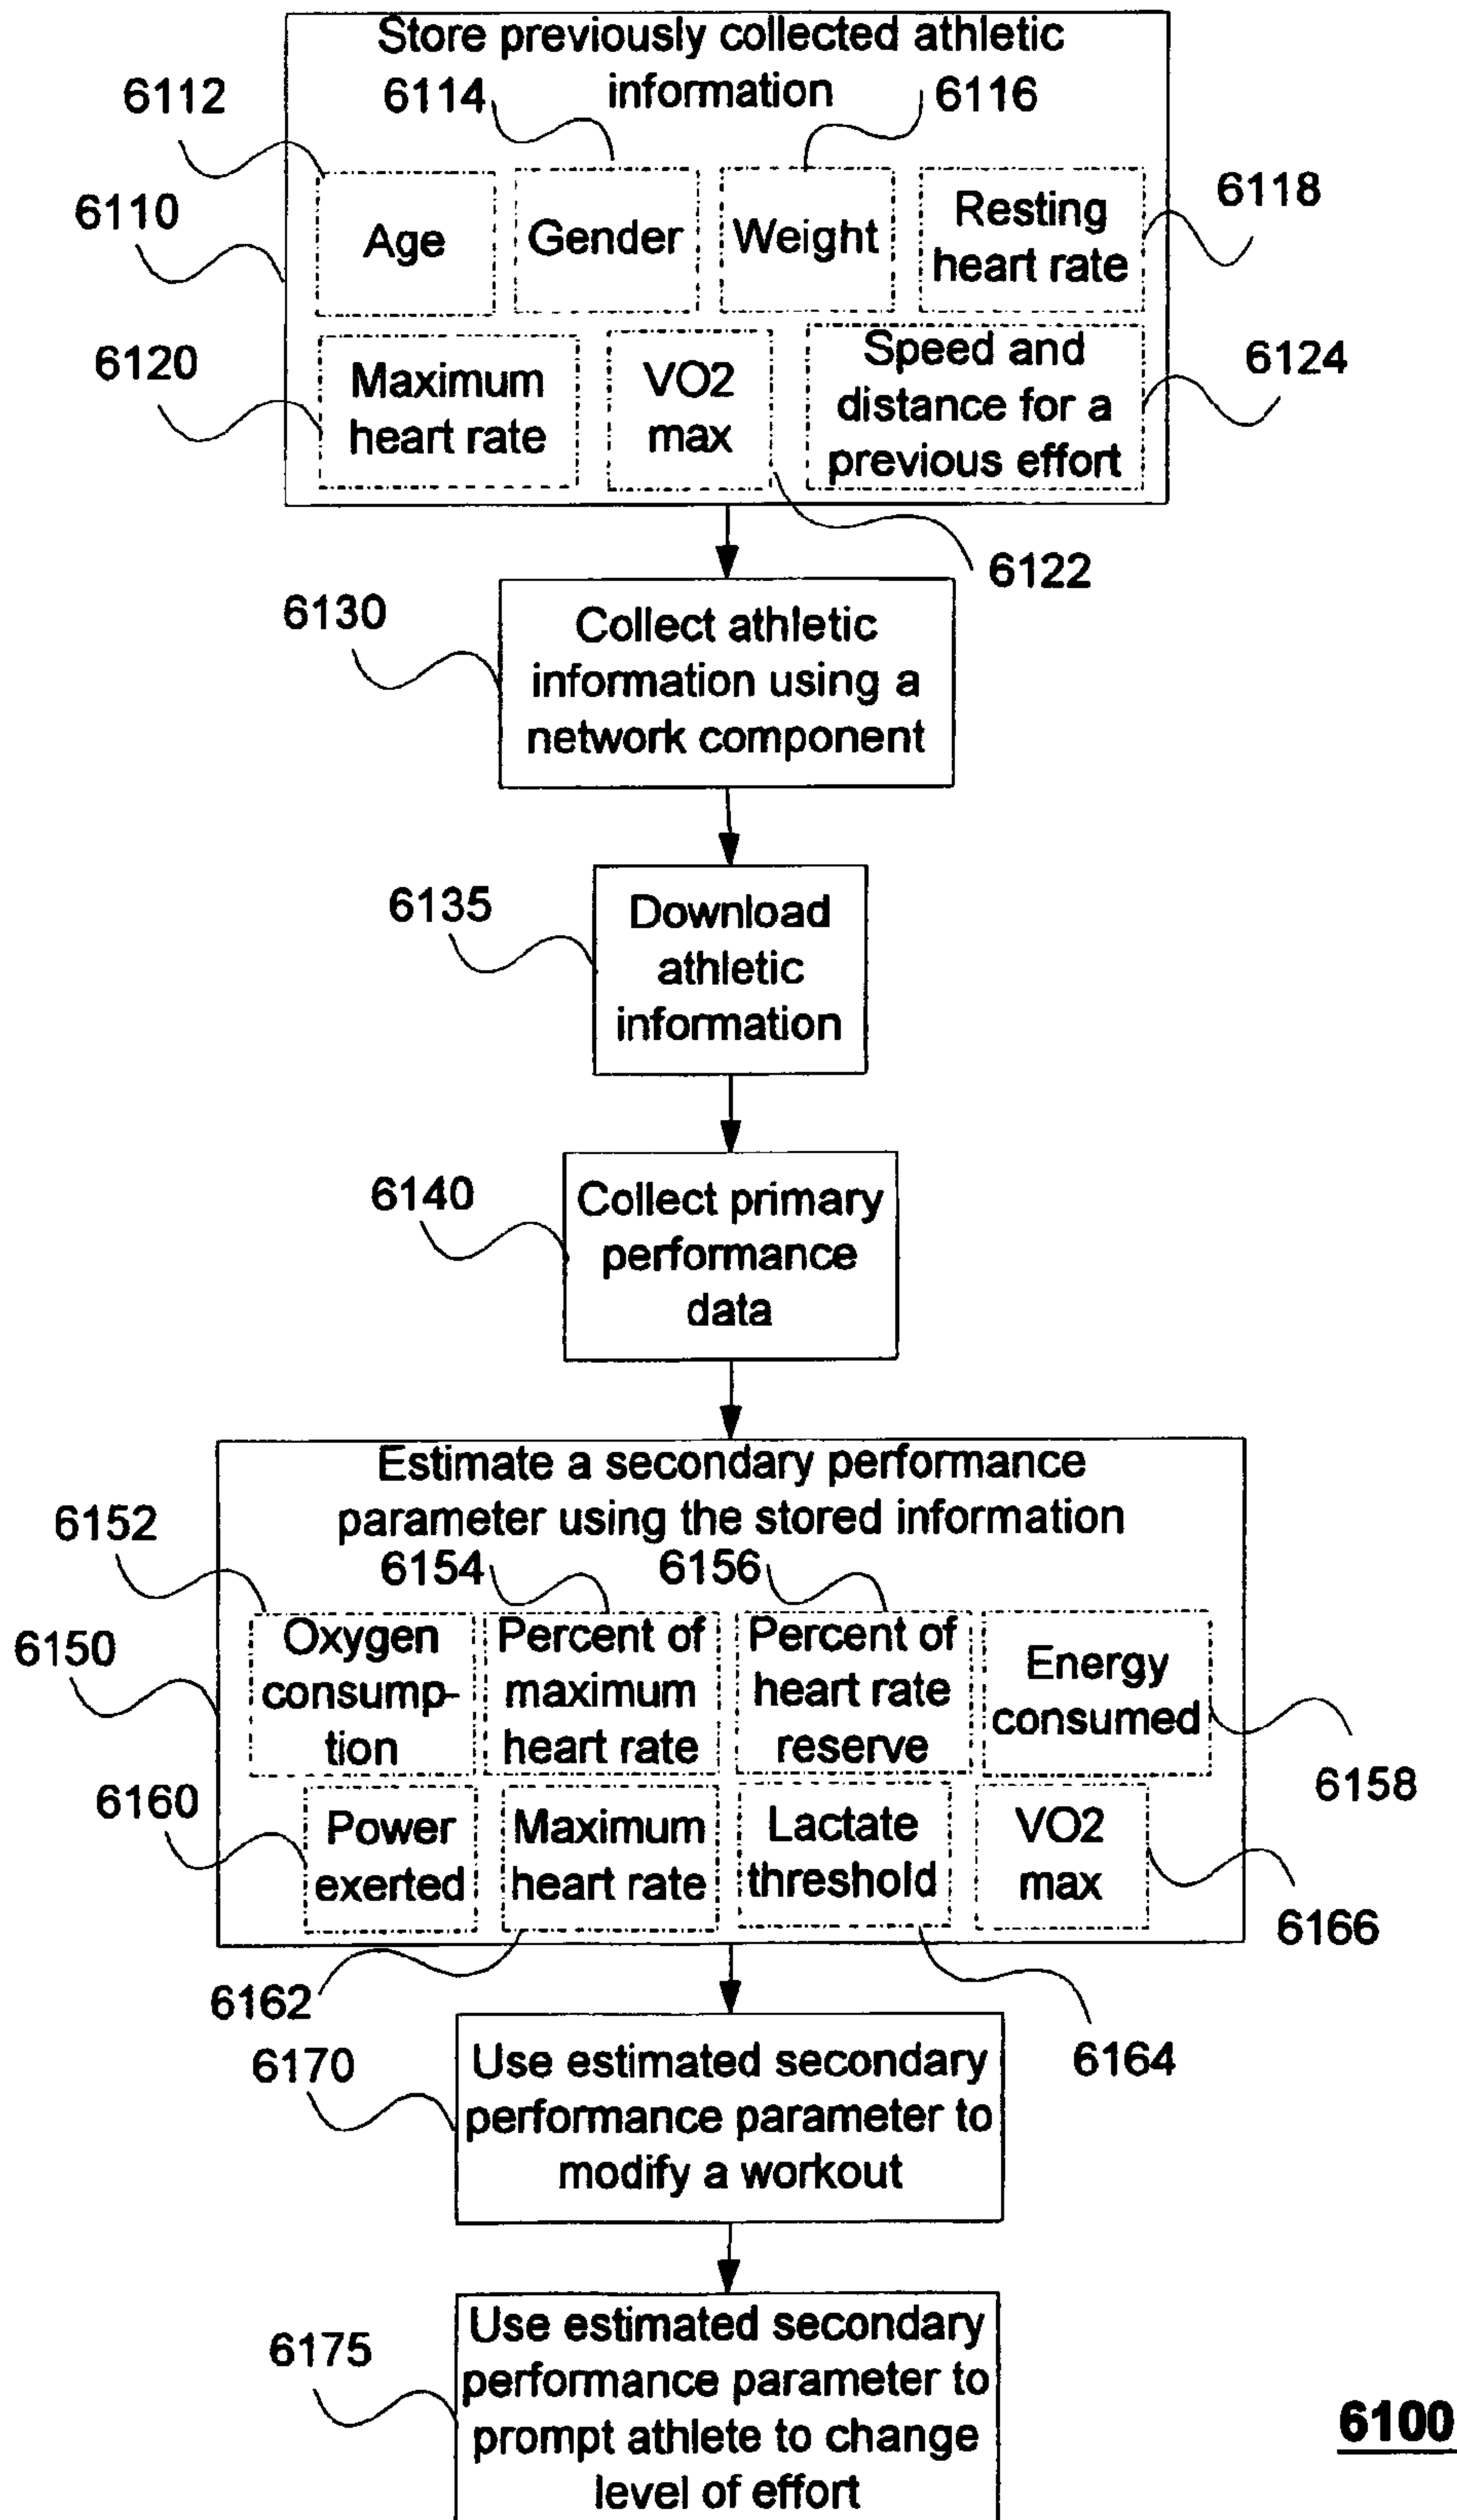 Store previously collected athletic
information
6112
6114
6116
6110
Age
Gender
Weight
Resting
heart rate
6118
6120
Maximum
heart rate
VO2
max
Speed and
distance for a
previous effort
6124
6122
6130
Collect athletic
information using a
network component
6135
Download
athletic
information
6140
Collect primary
performance
data
Estimate a secondary performance
parameter using the stored information
6152
6154
6156
6150
Oxygen
consump-
tion
Percent of
maximum
heart rate
Percent of
heart rate
reserve
Energy
consumed
6158
6160
Power
exerted
Maximum
heart rate
Lactate
threshold
VO2
max
6166
6162
6164
6170
Use estimated secondary
performance parameter to
modify a workout
6175
Use estimated secondary
performance parameter to
prompt athlete to change
level of effort
6100